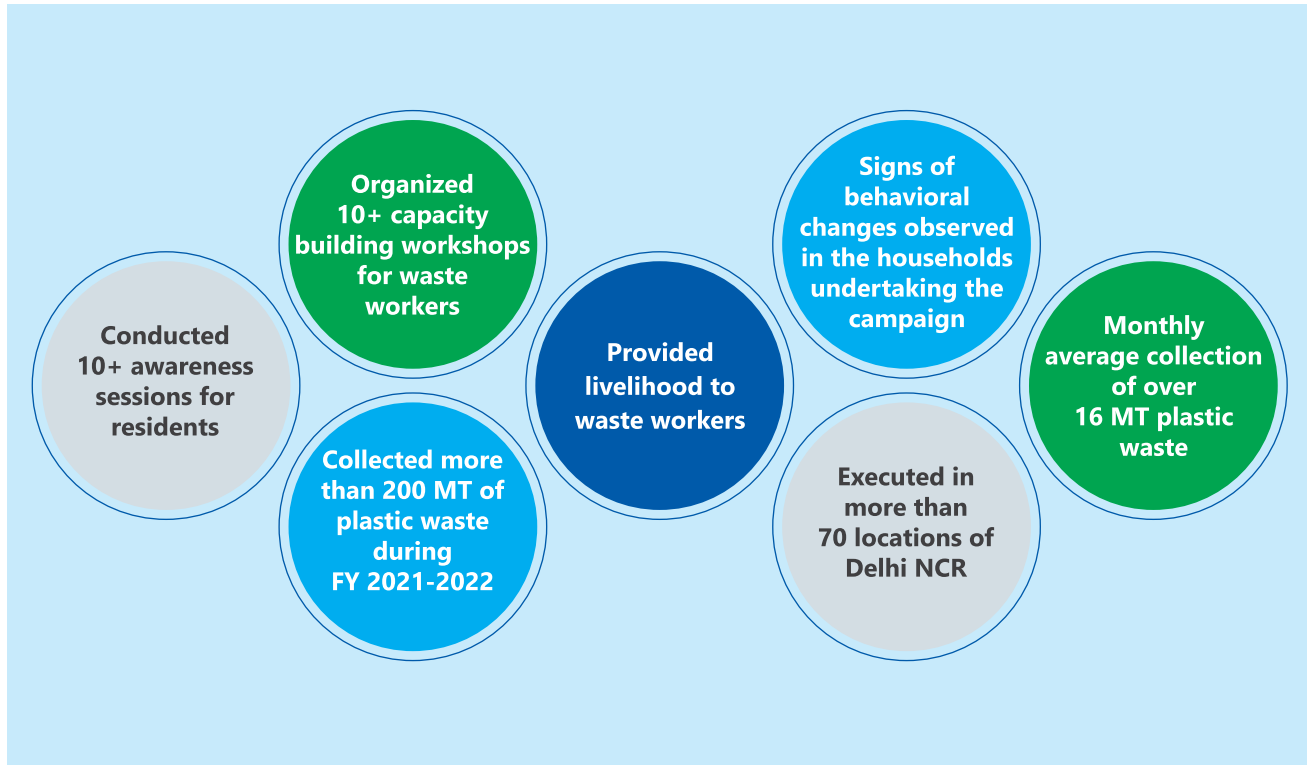 Conducted
10+ awareness
sessions for
residents
Organized
10+ capacity
building workshops
for waste
workers
Collected more
than 200 MT of
plastic waste
during
FY 2021-2022
Provided
livelihood to
waste workers
Signs of
behavioral
changes observed
in the households
undertaking the
campaign
Executed in
more than
70 locations of
Delhi NCR
Monthly
average collection
of over
16 MT plastic
waste